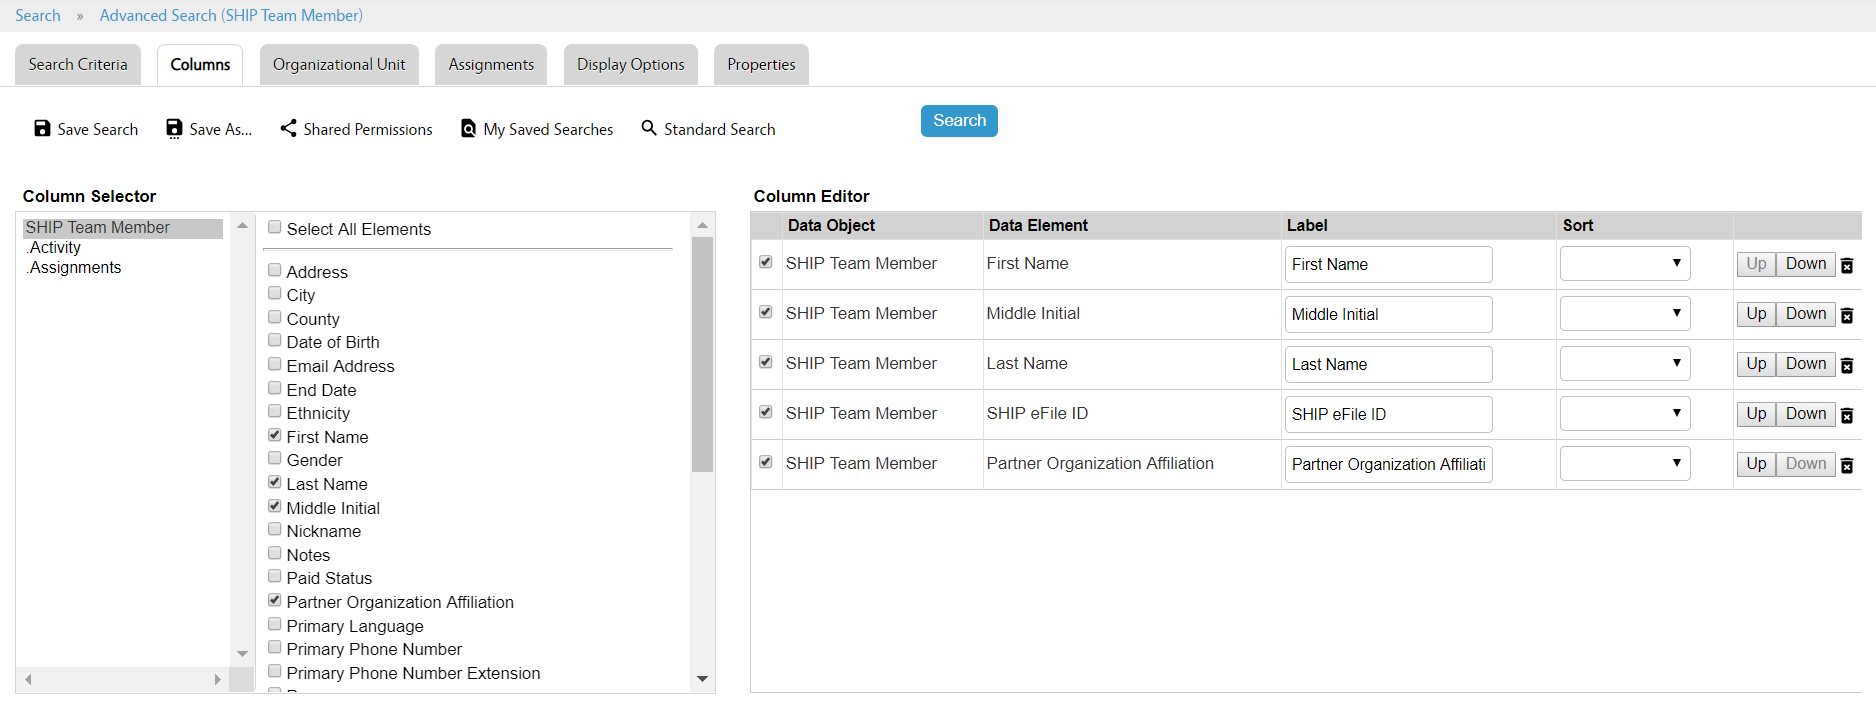 Search » Advanced Search (SHIP Team Member)
Search Criteria Columns Organizational Unit Assignments Display Options Properties
Save Search Save As... Shared Permissions My Saved Searches Standard Search Search
Column Selector
SHIP Team Member
.Activity
.Assignments
Select All Elements
Address
City
County
Date of Birth
Email Address
End Date
Ethnicity
First Name
Gender
Last Name
Middle Initial
Nickname
Notes
Paid Status
Partner Organization Affiliation
Primary Language
Primary Phone Number
Primary Phone Number Extension
Column Editor
Data Object Data Element Label Sort
SHIP Team Member First Name First Name Up Down
SHIP Team Member Middle Initial Middle Initial Up Down
SHIP Team Member Last Name Last Name Up Down
SHIP Team Member SHIP eFile ID SHIP eFile ID Up Down
SHIP Team Member Partner Organization Affiliation Partner Organization Affiliati Up Down